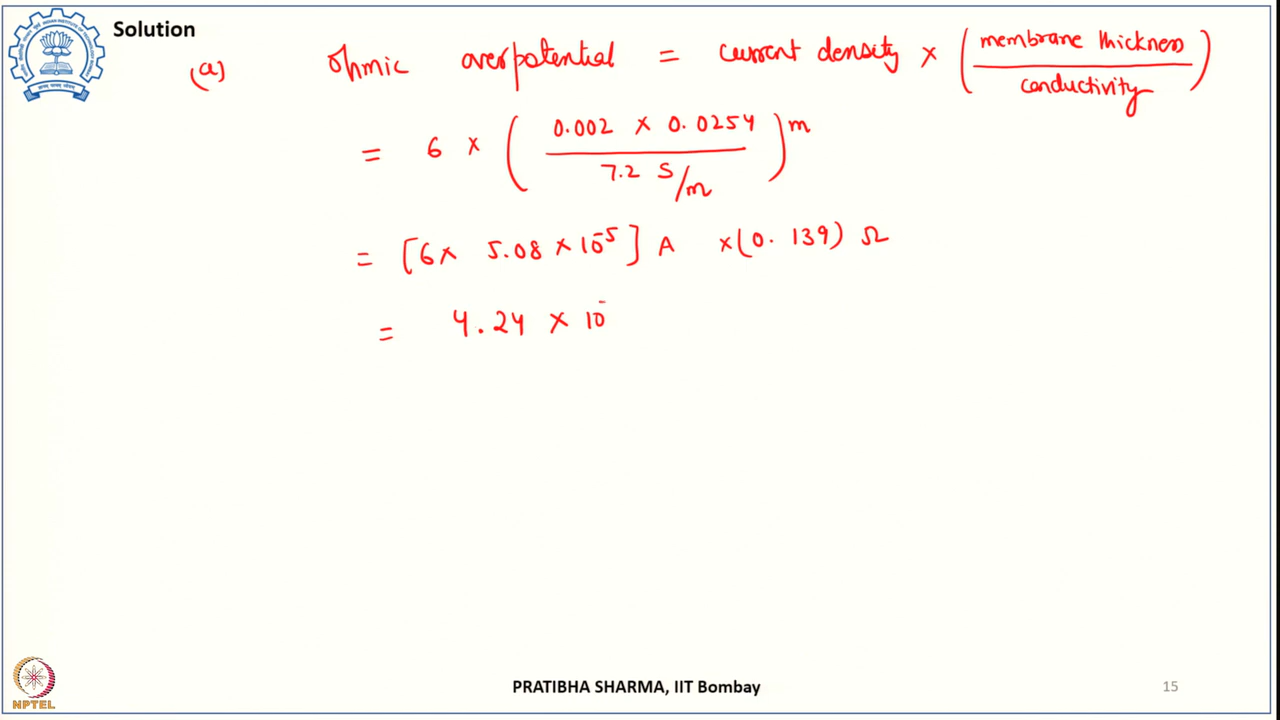 Solution
(a) Ohmic overpotential = current density × (membrane thickness / conductivity)
= 6 × (0.002 × 0.0254 / 7.2 S/m) m
= [6 × 5.08 × 10⁻⁵] A × (0.139) Ω
= 4.24 × 10⁻
NPTEL
PRATIBHA SHARMA, IIT Bombay
15